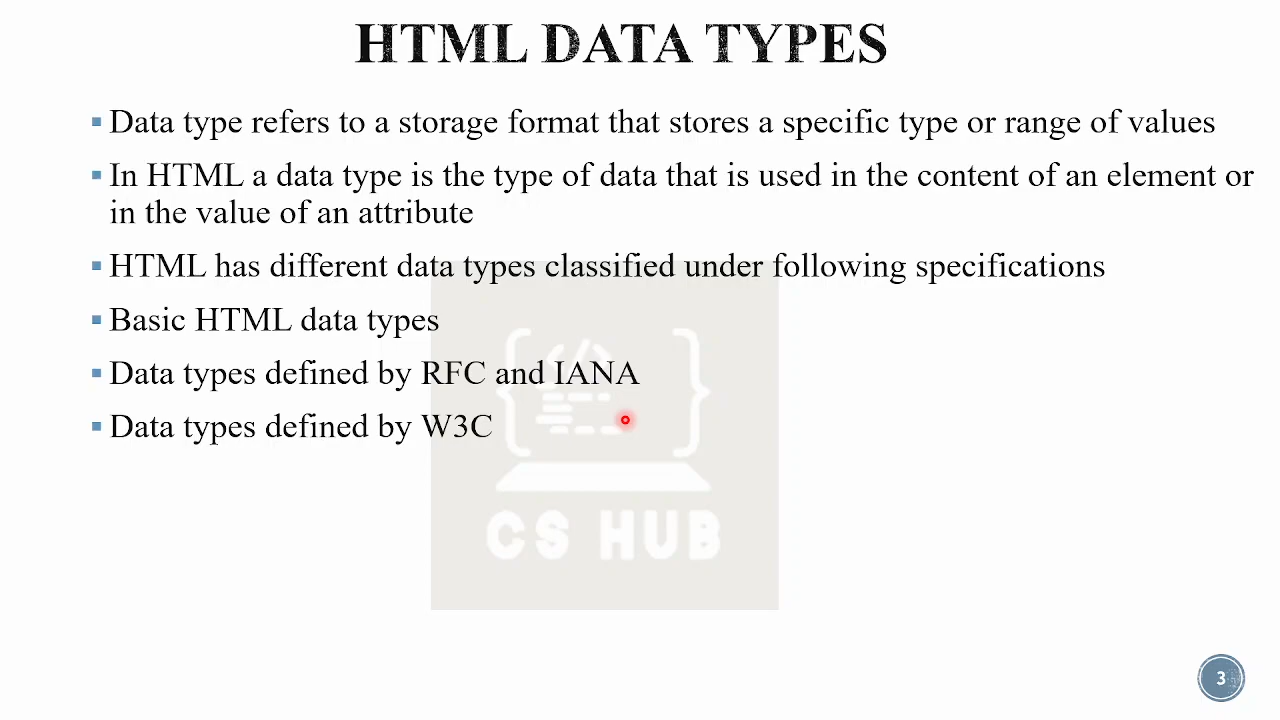 HTML DATA TYPES
Data type refers to a storage format that stores a specific type or range of values
In HTML a data type is the type of data that is used in the content of an element or
in the value of an attribute
HTML has different data types classified under following specifications
Basic HTML data types
Data types defined by RFC and IANA
Data types defined by W3C
CS HUB
3